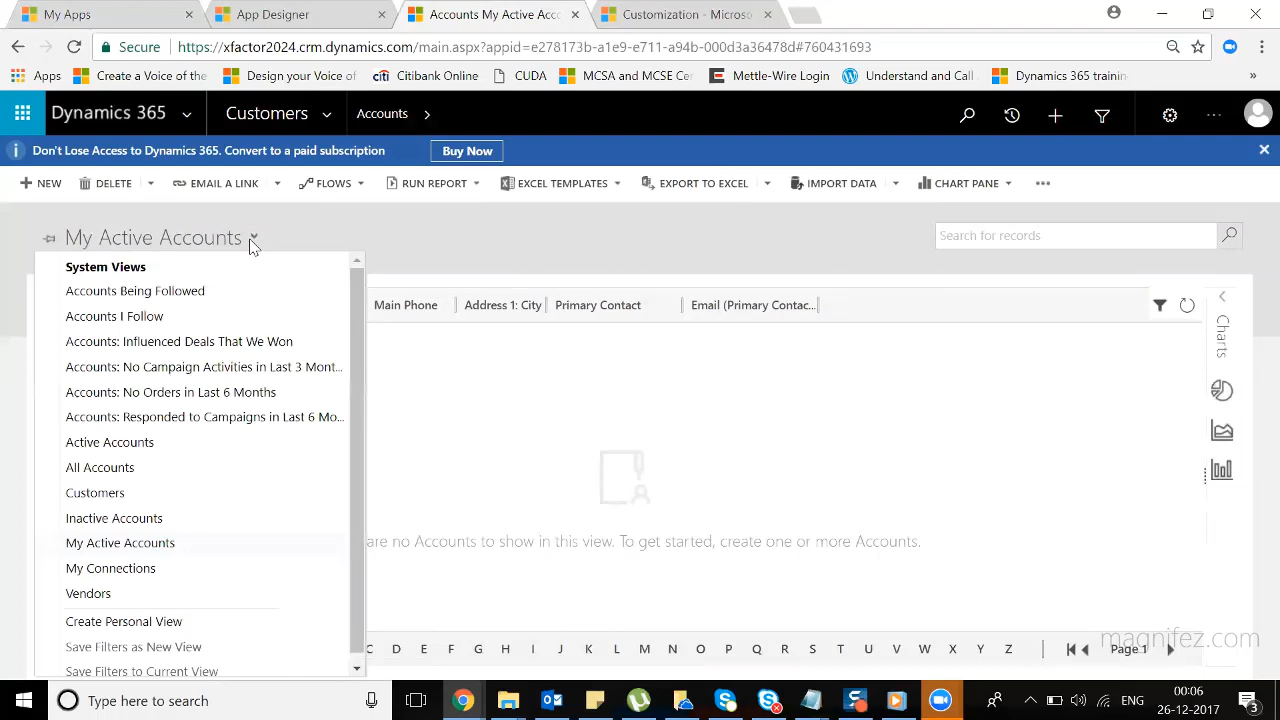 My Apps
App Designer
Accounts My Active Acco
Customization - Microso
Secure
https://xfactor2024.crm.dynamics.com/main.aspx?appid=e278173b-a1e9-e711-a94b-000d3a36478d#760431693
Apps
Create a Voice of the
Design your Voice of
citi Citibank Online
CUDA
MCSA and MCSE Cer
Mettle-Wire Login
Understand and Call
Dynamics 365 trainin
»
Dynamics 365
Customers
Accounts
Don't Lose Access to Dynamics 365. Convert to a paid subscription
Buy Now
NEW
DELETE
EMAIL A LINK
FLOWS
RUN REPORT
EXCEL TEMPLATES
EXPORT TO EXCEL
IMPORT DATA
CHART PANE
My Active Accounts
Search for records
System Views
Accounts Being Followed
Accounts I Follow
Accounts: Influenced Deals That We Won
Accounts: No Campaign Activities in Last 3 Mont...
Accounts: No Orders in Last 6 Months
Accounts: Responded to Campaigns in Last 6 Mo...
Active Accounts
All Accounts
Customers
Inactive Accounts
My Active Accounts
My Connections
Vendors
Create Personal View
Save Filters as New View
Save Filters to Current View
Main Phone
Address 1: City
Primary Contact
Email (Primary Contac...
Charts
are no Accounts to show in this view. To get started, create one or more Accounts.
C D E F G H I J K L M N O P Q R S T U V W X Y Z
Page 1
magnifez.com
Type here to search
ENG
00:06
26-12-2017
3